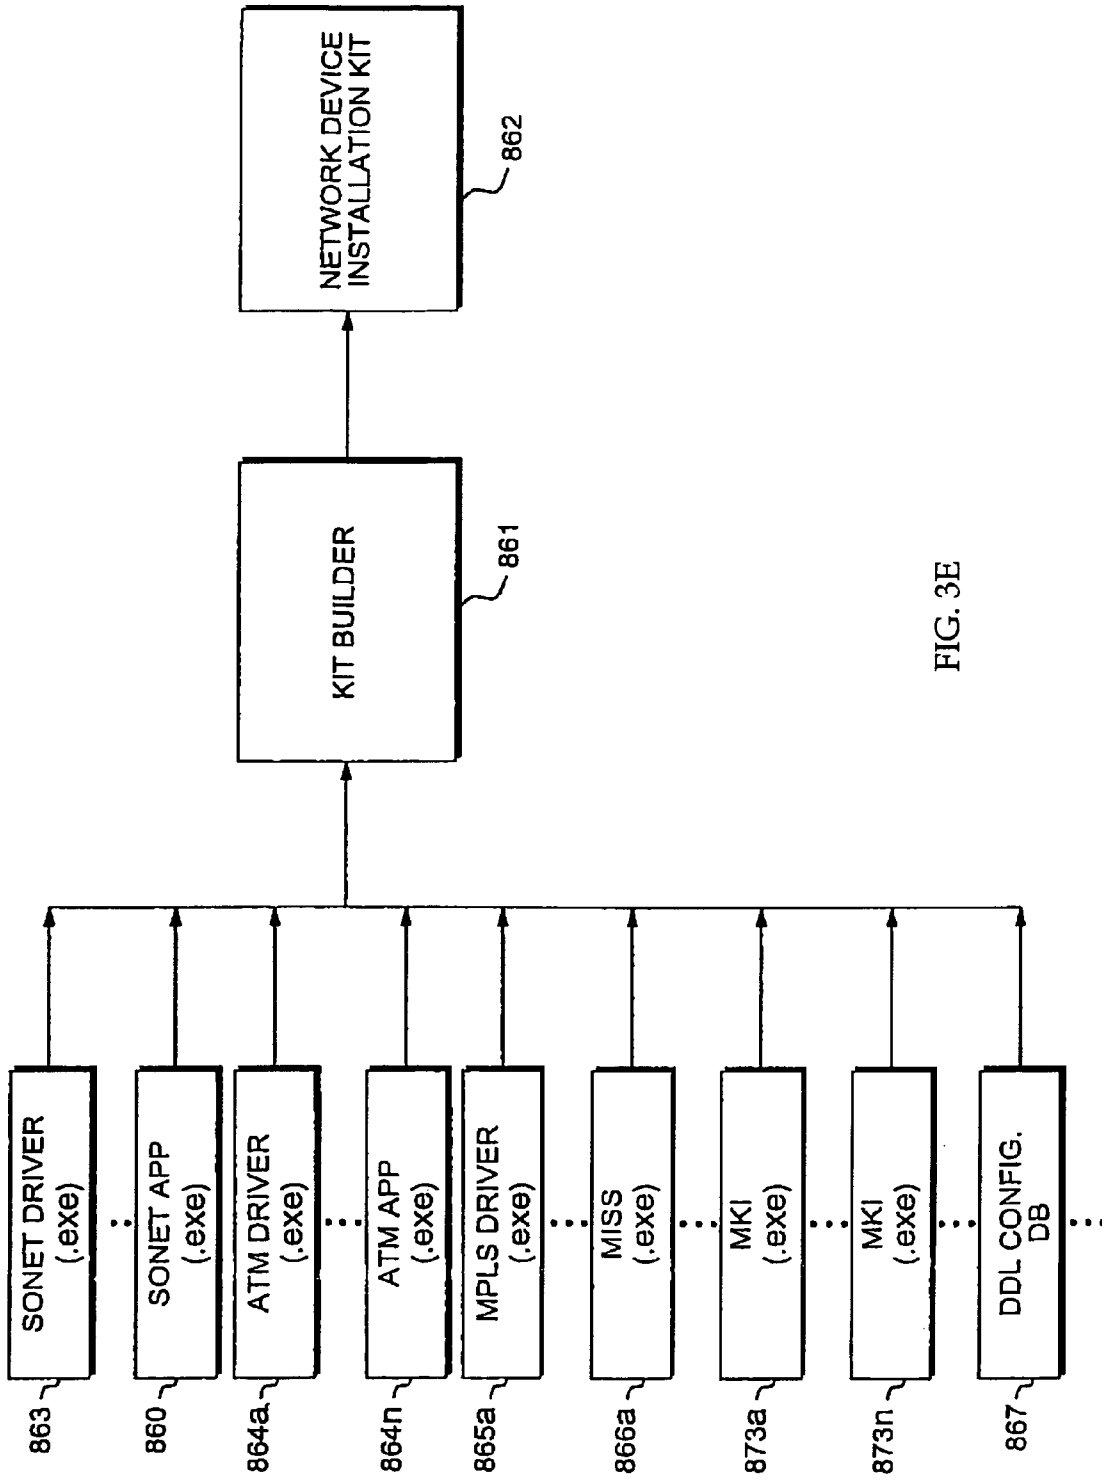 863
SONET DRIVER
(.exe)
860
SONET APP
(.exe)
864a
ATM DRIVER
(.exe)
864n
ATM APP
(.exe)
865a
MPLS DRIVER
(.exe)
866a
MISS
(.exe)
873a
MKI
(.exe)
873n
MKI
(.exe)
867
DDL CONFIG.
DB
KIT BUILDER
861
NETWORK DEVICE
INSTALLATION KIT
862
FIG. 3E